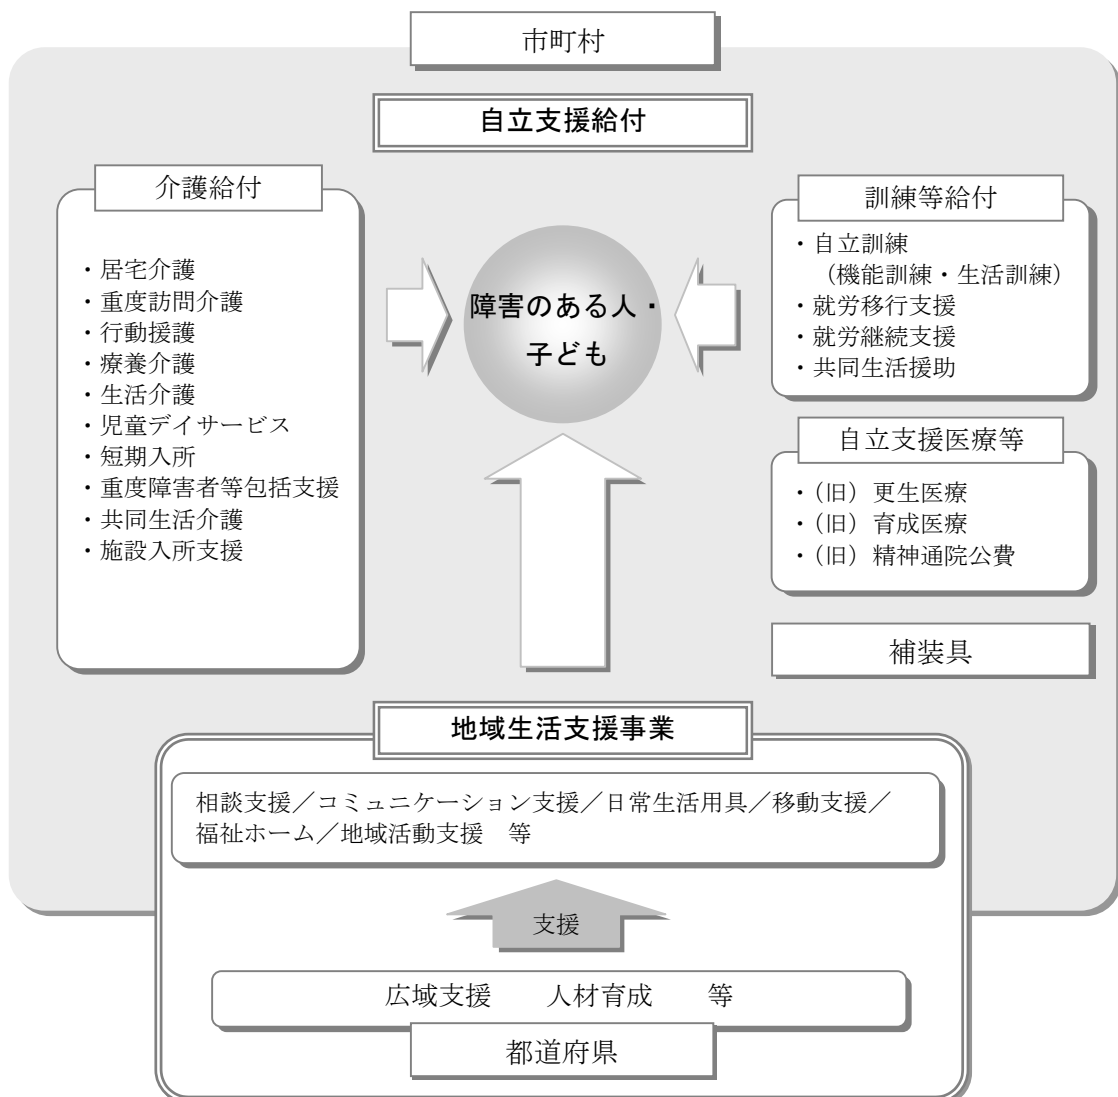 市町村
自立支援給付
介護給付
・居宅介護
・重度訪問介護
・行動援護
・療養介護
・生活介護
・児童デイサービス
・短期入所
・重度障害者等包括支援
・共同生活介護
・施設入所支援
障害のある人・
子ども
訓練等給付
・自立訓練
（機能訓練・生活訓練）
・就労移行支援
・就労継続支援
・共同生活援助
自立支援医療等
・（旧）更生医療
・（旧）育成医療
・（旧）精神通院公費
補装具
地域生活支援事業
相談支援／コミュニケーション支援／日常生活用具／移動支援／
福祉ホーム／地域活動支援　等
支援
広域支援　　人材育成　　等
都道府県